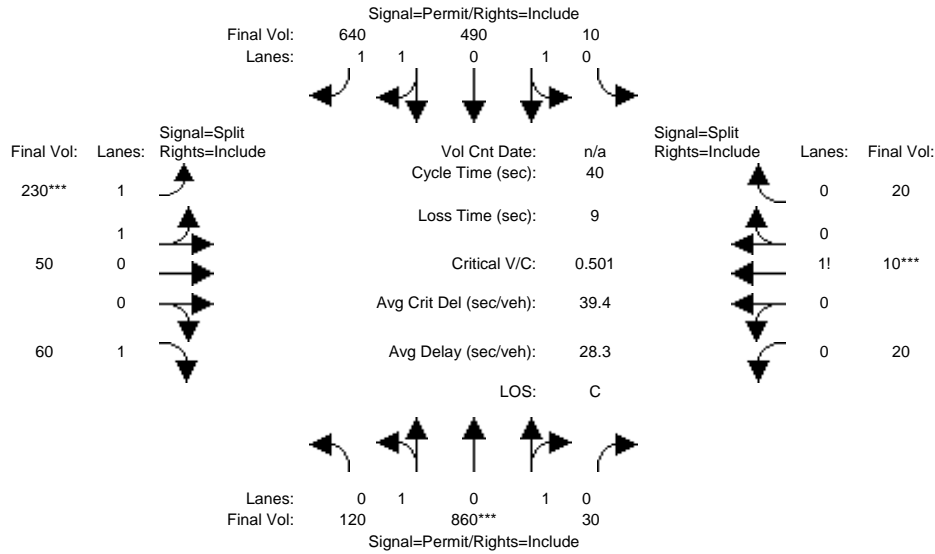 Signal=Permit/Rights=Include
Final Vol: 640 490 10
Lanes: 1 1 0 1 0
Signal=Split
Final Vol: Lanes: Rights=Include
Vol Cnt Date: n/a
Signal=Split
Rights=Include Lanes: Final Vol:
Cycle Time (sec): 40
230*** 1
0 20
Loss Time (sec): 9
1
0
50 0
Critical V/C: 0.501
1! 10***
0
Avg Crit Del (sec/veh): 39.4
0
60 1
Avg Delay (sec/veh): 28.3
0 20
LOS: C
Lanes: 0 1 0 1 0
Final Vol: 120 860*** 30
Signal=Permit/Rights=Include